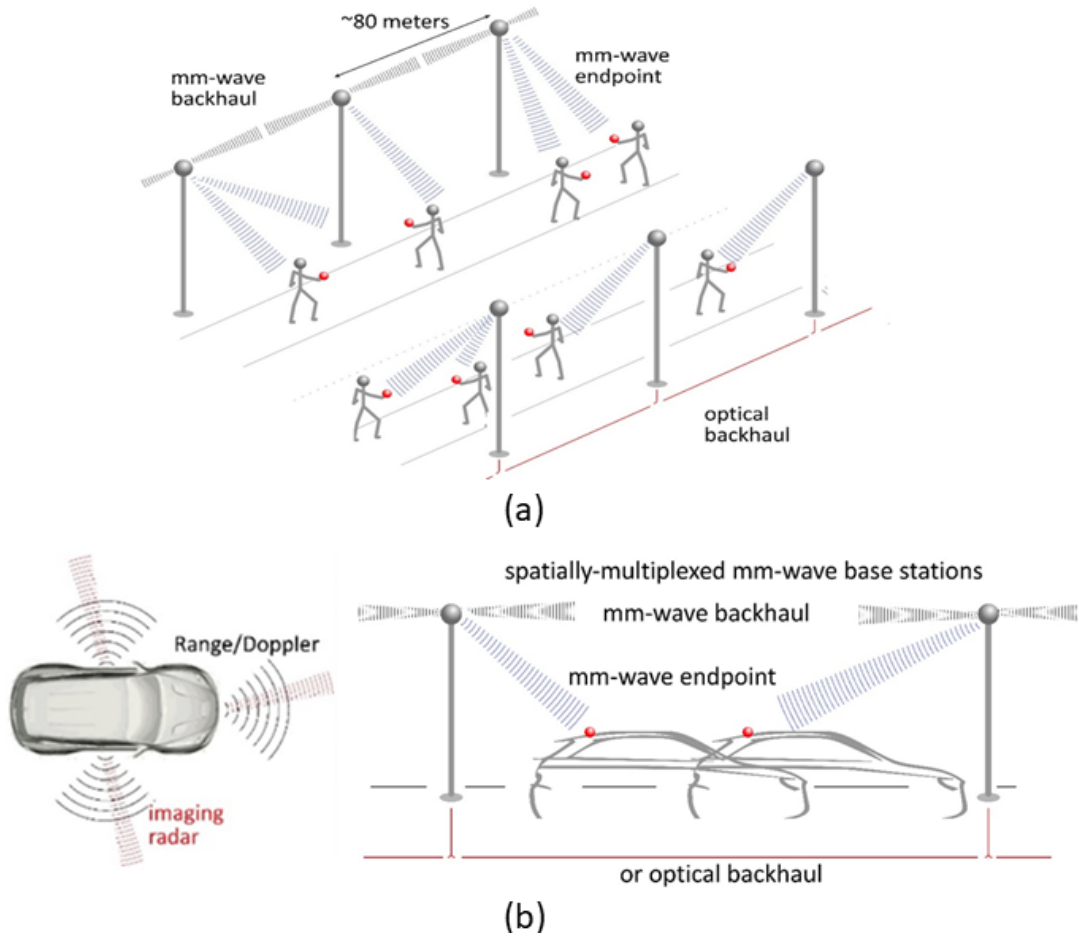 ~80 meters
mm-wave
backhaul
mm-wave
endpoint
optical
backhaul
(a)
spatially-multiplexed mm-wave base stations
mm-wave backhaul
Range/Doppler
mm-wave endpoint
imaging
radar
or optical backhaul
(b)